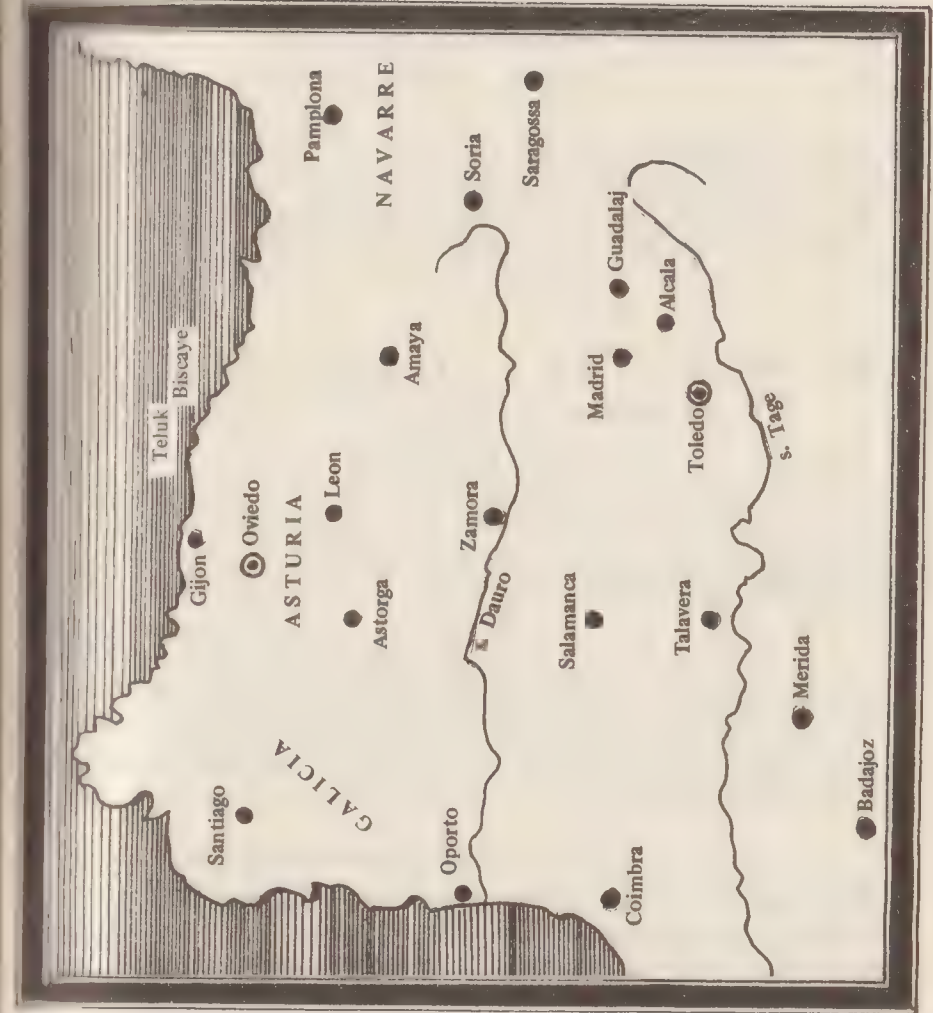 Teluk
Biscaye
Gijon
Oviedo
ASTURIA
Leon
Astorga
Santiago
GALICIA
Pamplona
NAVARRE
Amaya
Soria
Saragossa
Oporto
Zamora
s. Dauro
Salamanca
Coimbra
Madrid
Guadalaj
Alcala
Toledo
Talavera
s. Tage
Merida
Badajoz